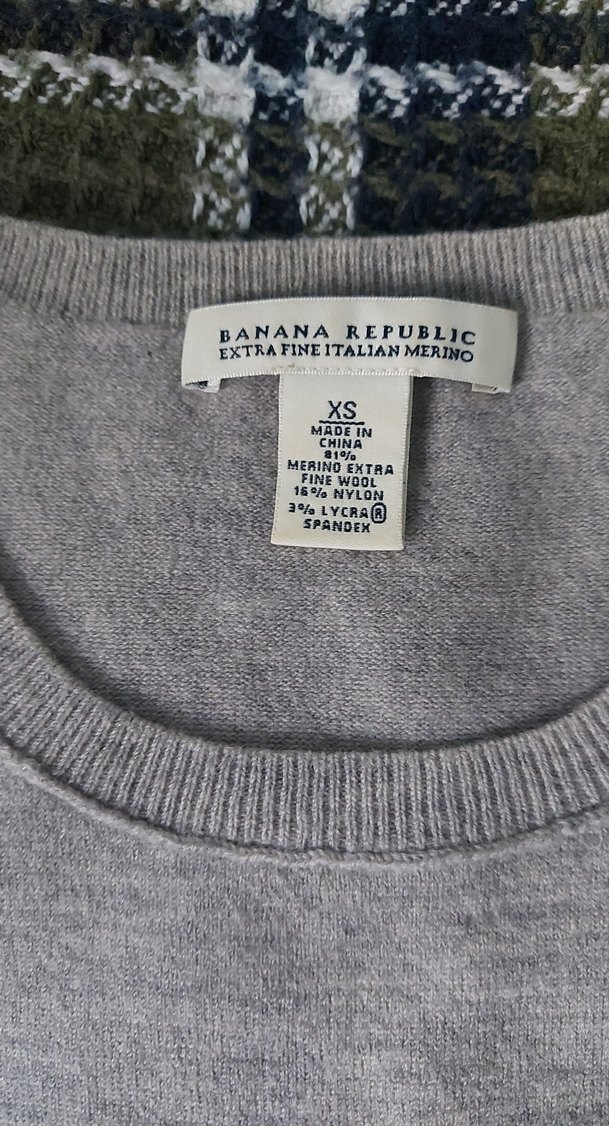 BANANA REPUBLIC
EXTRA FINE ITALIAN MERINO
XS
MADE IN
CHINA
81%
MERINO EXTRA
FINE WOOL
16% NYLON
3% LYCRA®
SPANDEX